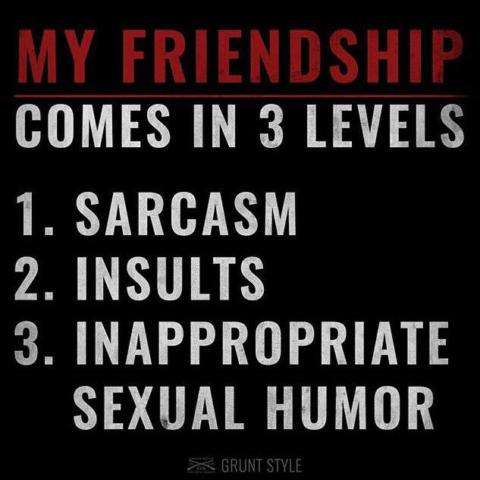 MY FRIENDSHIP
COMES IN 3 LEVELS
1. SARCASM
2. INSULTS
3. INAPPROPRIATE
SEXUAL HUMOR
GRUNT STYLE